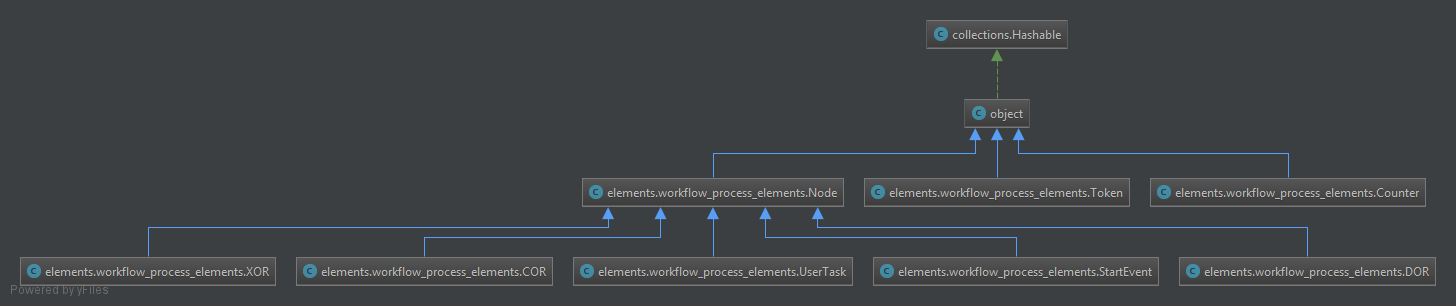 C collections.Hashable
C object
C elements.workflow_process_elements.Node
C elements.workflow_process_elements.Token
C elements.workflow_process_elements.Counter
C elements.workflow_process_elements.XOR
C elements.workflow_process_elements.COR
C elements.workflow_process_elements.UserTask
C elements.workflow_process_elements.StartEvent
C elements.workflow_process_elements.DOR
Powered by yFiles